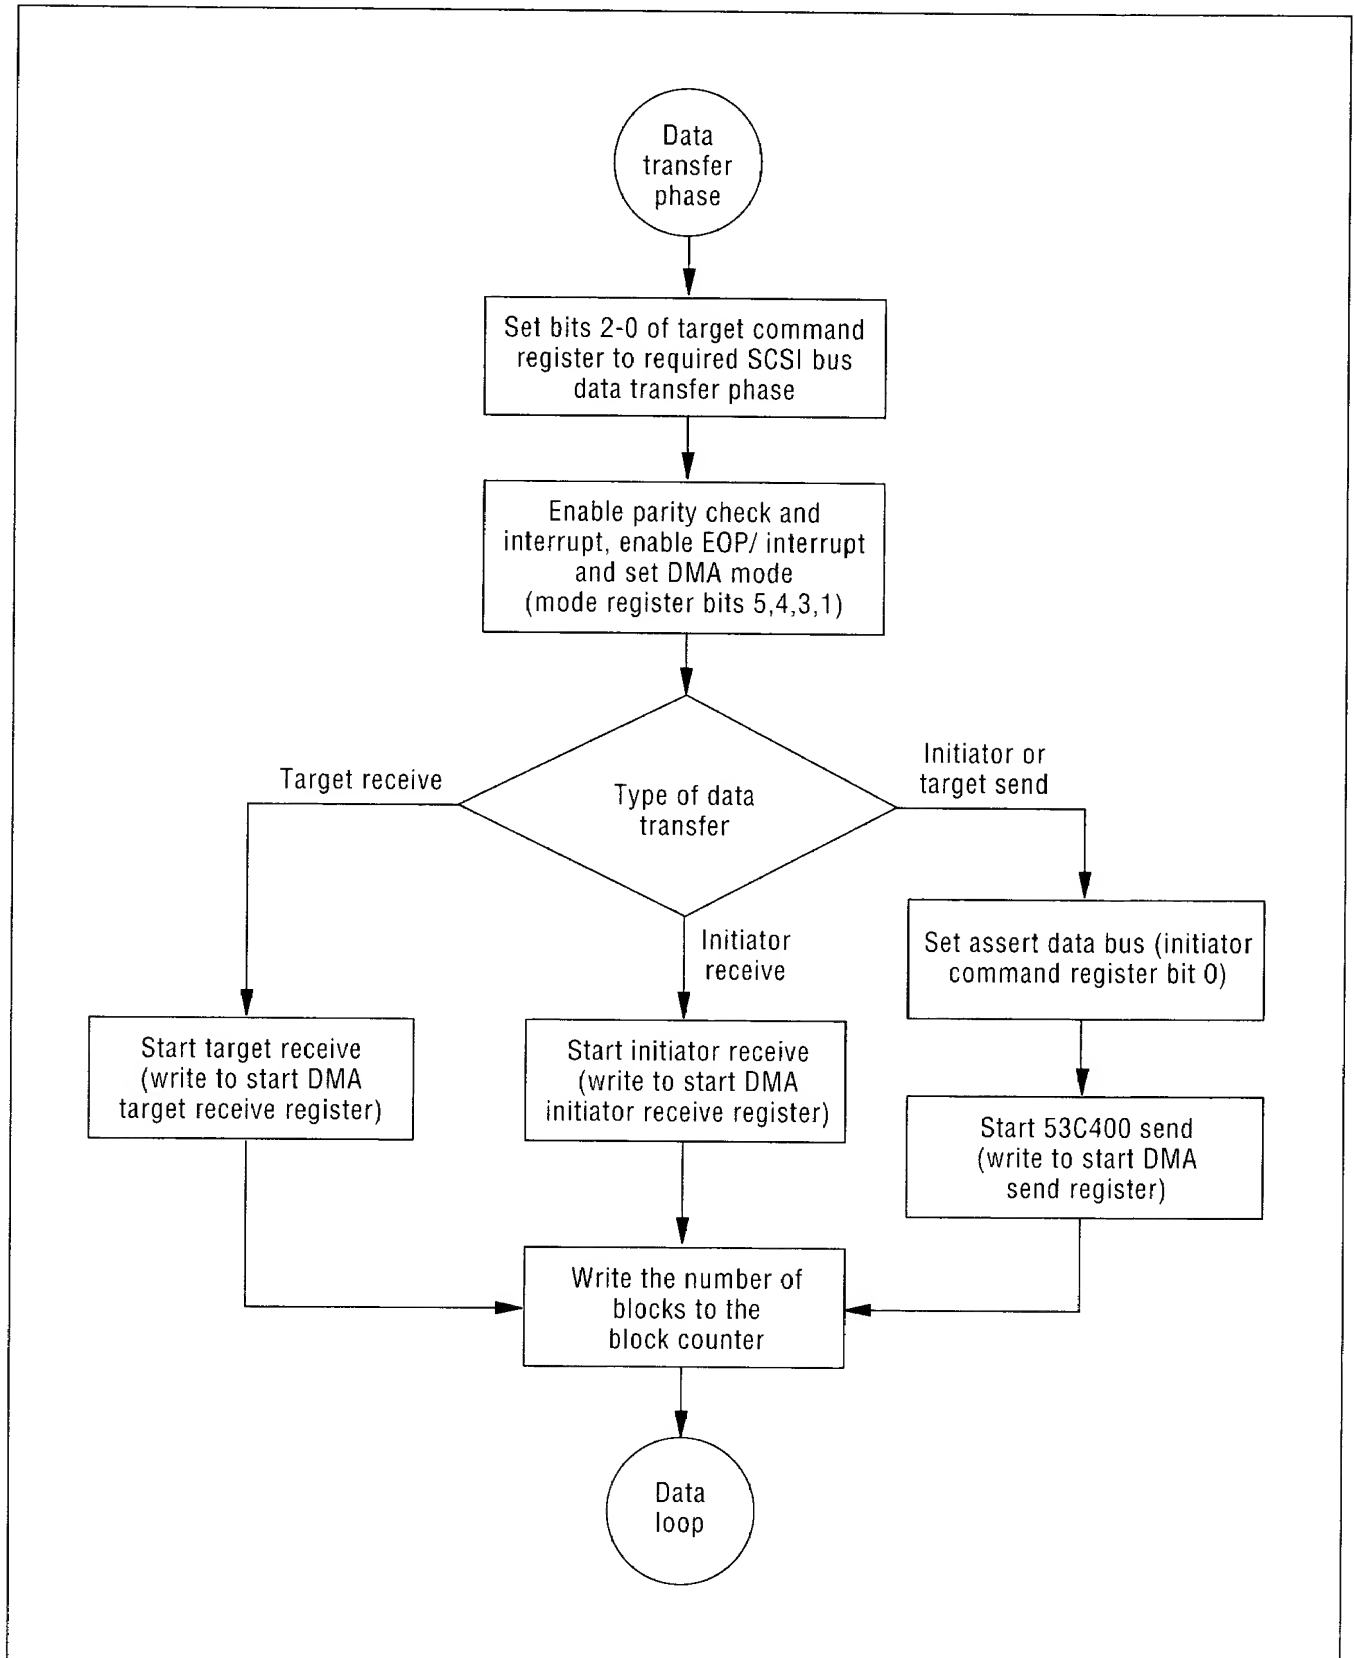 Data
transfer
phase
Set bits 2-0 of target command
register to required SCSI bus
data transfer phase
Enable parity check and
interrupt, enable EOP/ interrupt
and set DMA mode
(mode register bits 5,4,3,1)
Type of data
transfer
Target receive
Initiator or
target send
Initiator
receive
Set assert data bus (initiator
command register bit 0)
Start target receive
(write to start DMA
target receive register)
Start initiator receive
(write to start DMA
initiator receive register)
Start 53C400 send
(write to start DMA
send register)
Write the number of
blocks to the
block counter
Data
loop